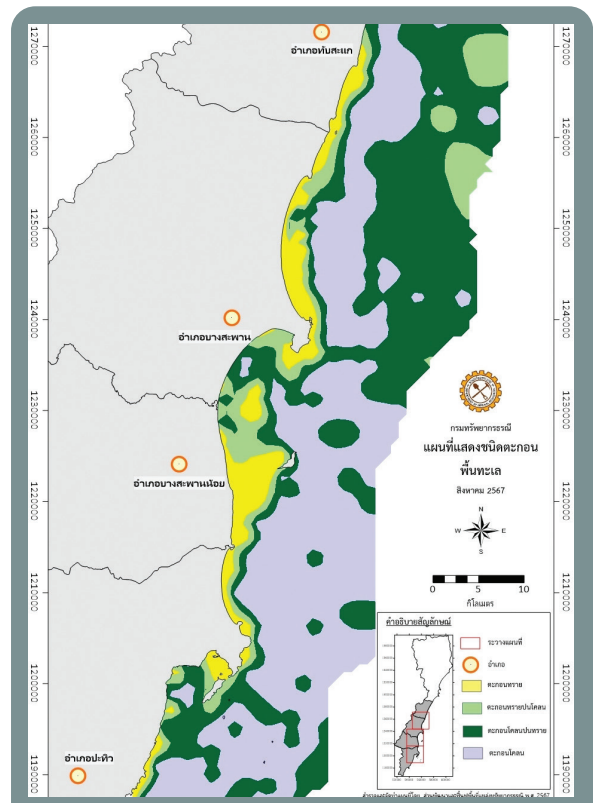 1270000
1260000
1250000
1240000
1230000
1220000
1210000
1200000
1190000
อำเภอทับสะแก
อำเภอบางสะพาน
อำเภอบางสะพานน้อย
อำเภอปะทิว
1270000
1260000
1250000
1240000
1230000
1220000
1210000
1200000
1190000
กรมทรัพยากรธรณี
แผนที่แสดงชนิดตะกอน
พื้นทะเล
สิงหาคม 2567
N
W E
S
0 5 10
กิโลเมตร
คำอธิบายสัญลักษณ์
ระวางแผนที่
อำเภอ
ตะกอนทราย
ตะกอนทรายปนโคลน
ตะกอนโคลนปนทราย
ตะกอนโคลน